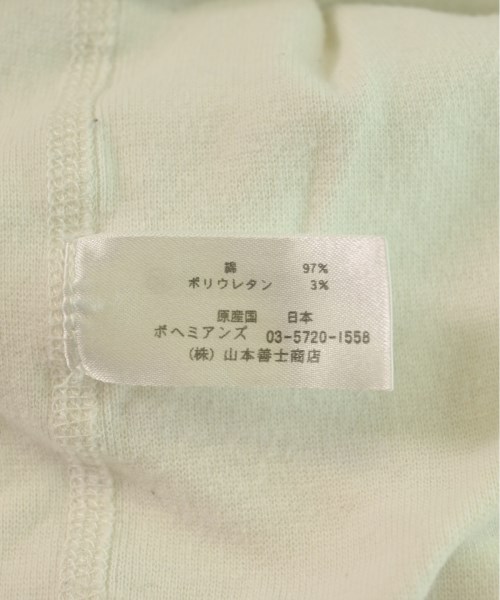 綿 97%
ポリウレタン 3%
原産国 日本
ボヘミアンズ 03-5720-1558
(株) 山本善士商店